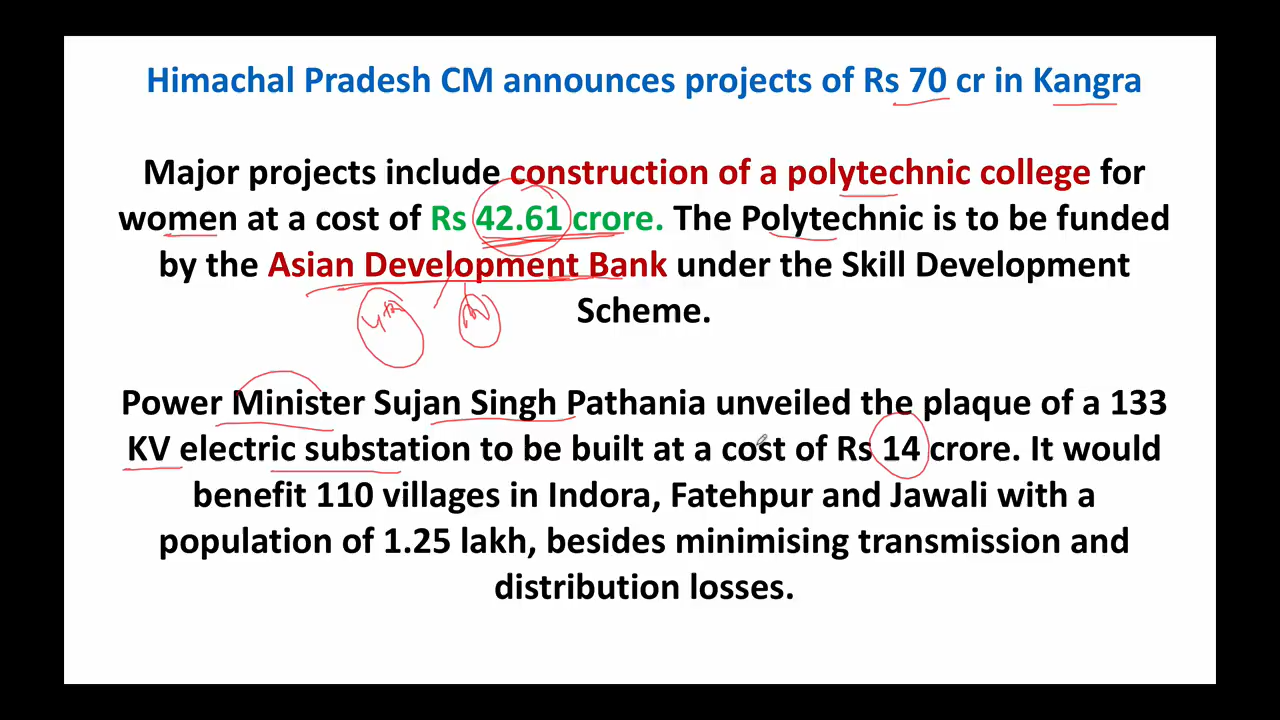 Himachal Pradesh CM announces projects of Rs 70 cr in Kangra
Major projects include construction of a polytechnic college for
women at a cost of Rs 42.61 crore. The Polytechnic is to be funded
by the Asian Development Bank under the Skill Development
Scheme.
Power Minister Sujan Singh Pathania unveiled the plaque of a 133
KV electric substation to be built at a cost of Rs 14 crore. It would
benefit 110 villages in Indora, Fatehpur and Jawali with a
population of 1.25 lakh, besides minimising transmission and
distribution losses.